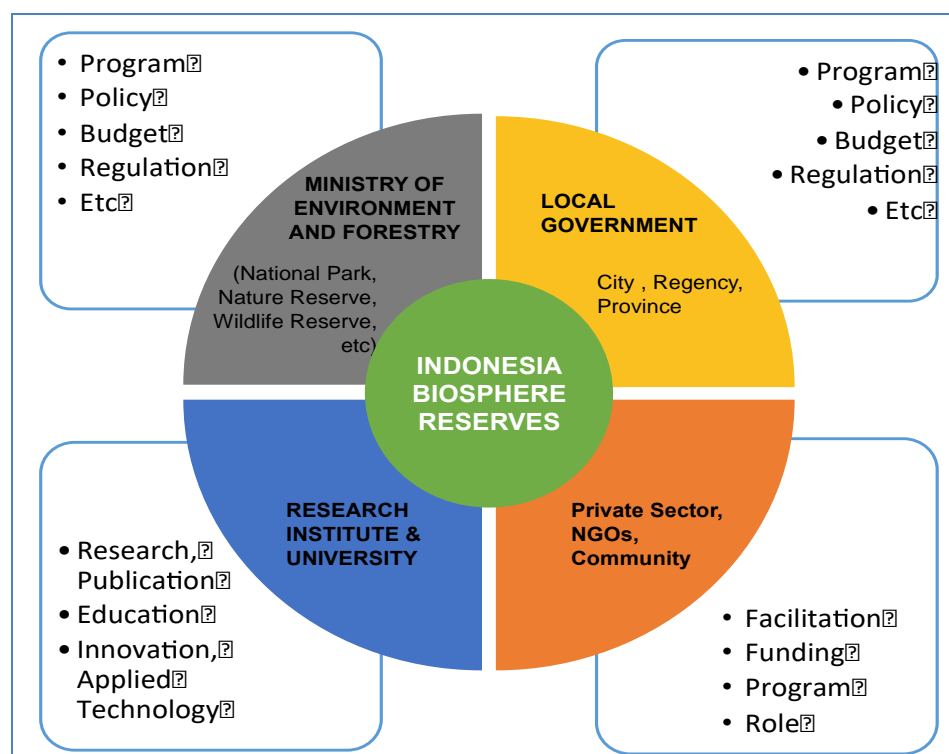 • Program⍰
• Policy⍰
• Budget⍰
• Regulation⍰
• Etc⍰
• Program⍰
• Policy⍰
• Budget⍰
• Regulation⍰
• Etc⍰
MINISTRY OF
ENVIRONMENT
AND FORESTRY
(National Park,
Nature Reserve,
Wildlife Reserve,
etc)
LOCAL
GOVERNMENT
City , Regency,
Province
INDONESIA
BIOSPHERE
RESERVES
RESEARCH
INSTITUTE &
UNIVERSITY
Private Sector,
NGOs,
Community
• Research,⍰
Publication⍰
• Education⍰
• Innovation,⍰
Applied⍰
Technology⍰
• Facilitation⍰
• Funding⍰
• Program⍰
• Role⍰